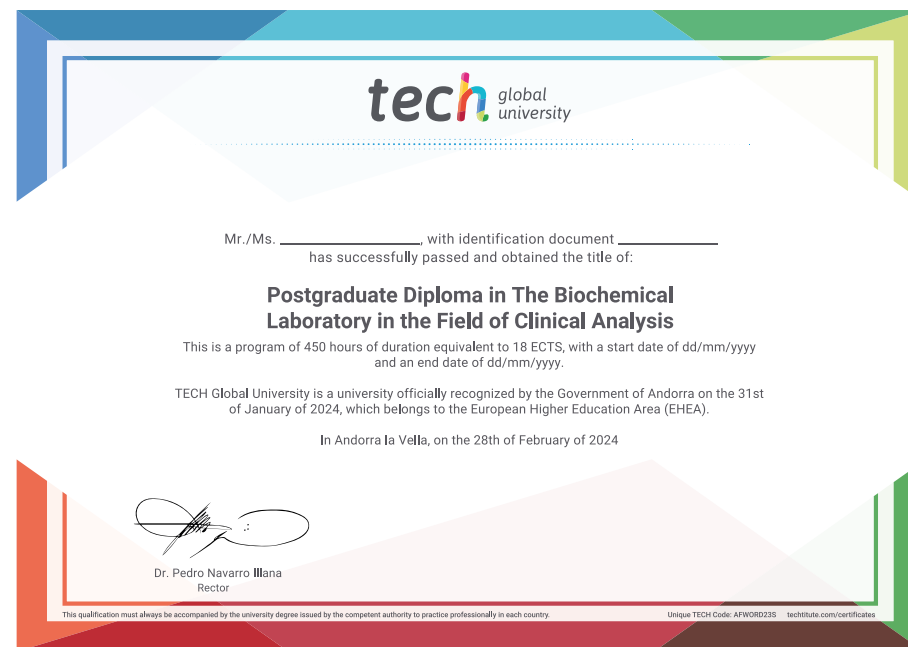 tech global
university
Mr./Ms. ____________, with identification document ____________
has successfully passed and obtained the title of:
Postgraduate Diploma in The Biochemical
Laboratory in the Field of Clinical Analysis
This is a program of 450 hours of duration equivalent to 18 ECTS, with a start date of dd/mm/yyyy
and an end date of dd/mm/yyyy.
TECH Global University is a university officially recognized by the Government of Andorra on the 31st
of January of 2024, which belongs to the European Higher Education Area (EHEA).
In Andorra la Vella, on the 28th of February of 2024
Dr. Pedro Navarro Illana
Rector
This qualification must always be accompanied by the university degree issued by the competent authority to practice professionally in each country.
Unique TECH Code: AFWORD23S techtitute.com/certificates